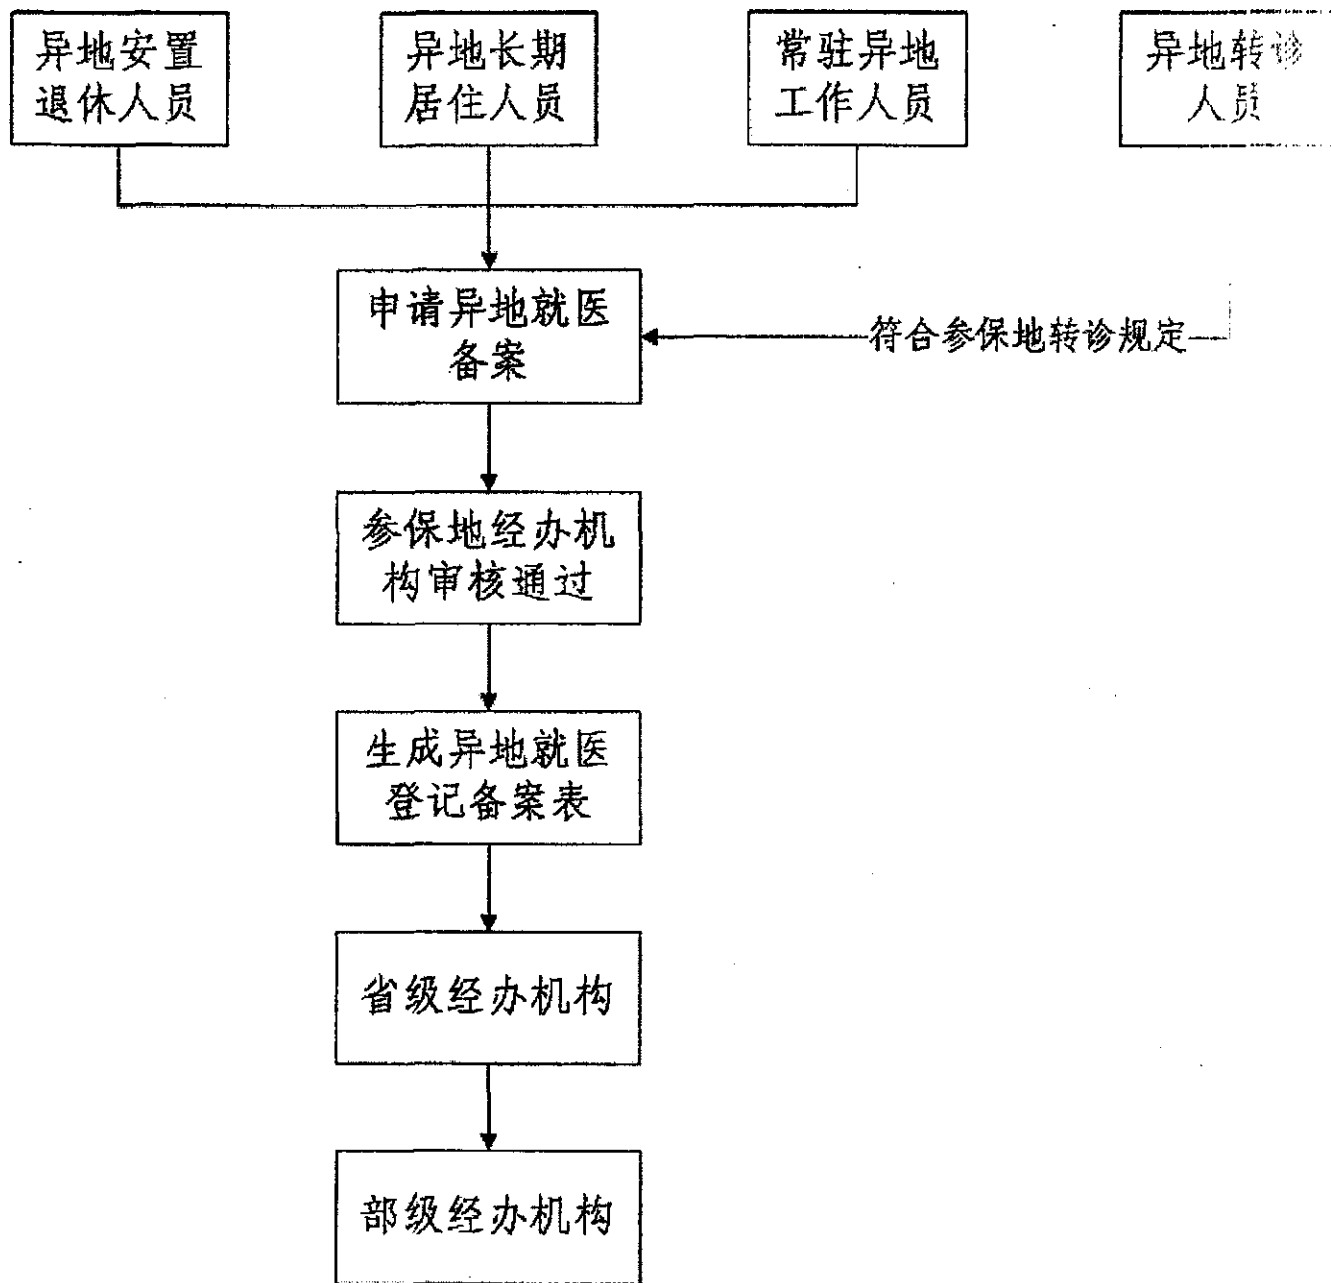 异地安置
退休人员
异地长期
居住人员
常驻异地
工作人员
异地转诊
人员
申请异地就医
备案
符合参保地转诊规定
参保地经办机
构审核通过
生成异地就医
登记备案表
省级经办机构
部级经办机构